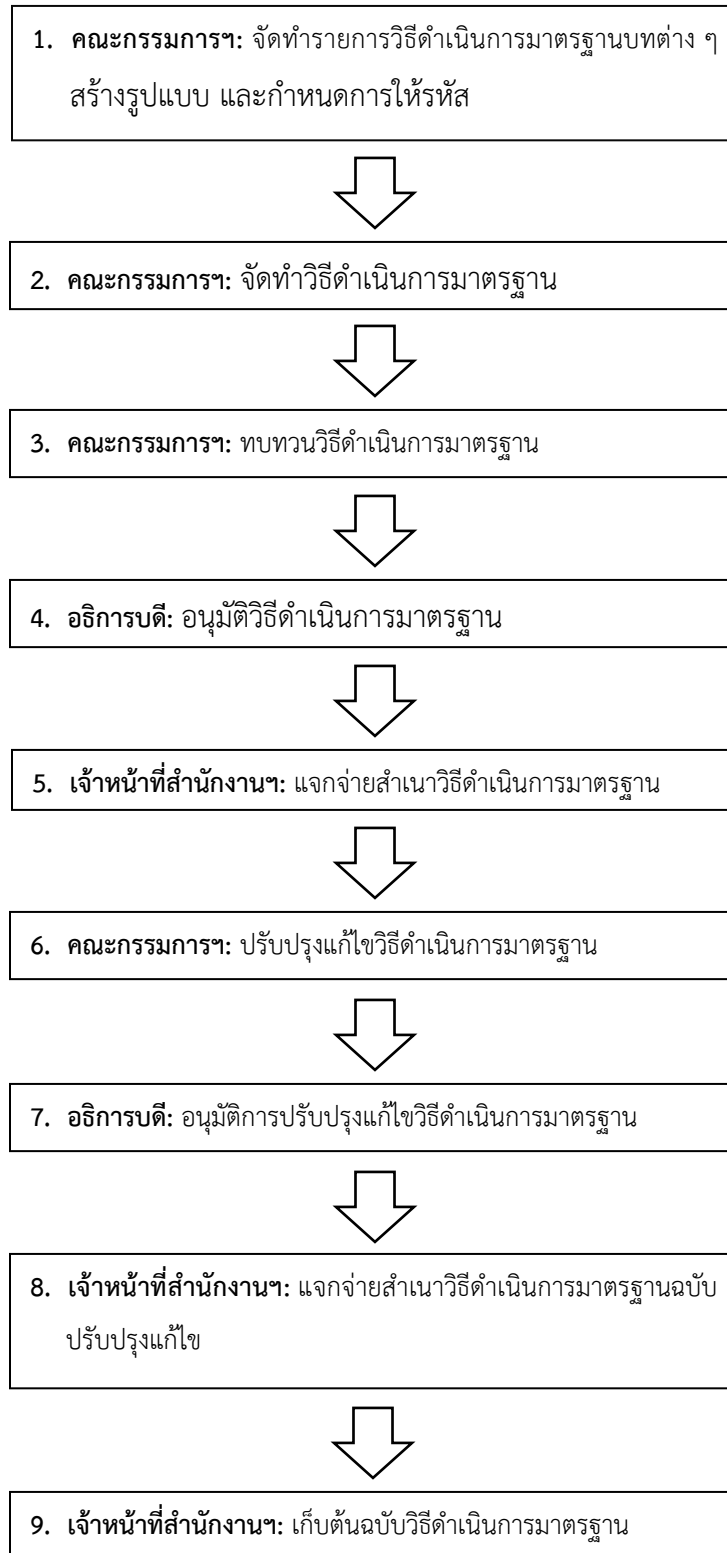 1. คณะกรรมการฯ: จัดทำรายการวิธีดำเนินการมาตรฐานบทต่าง ๆ
สร้างรูปแบบ และกำหนดการให้รหัส
2. คณะกรรมการฯ: จัดทำวิธีดำเนินการมาตรฐาน
3. คณะกรรมการฯ: ทบทวนวิธีดำเนินการมาตรฐาน
4. อธิการบดี: อนุมัติวิธีดำเนินการมาตรฐาน
5. เจ้าหน้าที่สำนักงานฯ: แจกจ่ายสำเนาวิธีดำเนินการมาตรฐาน
6. คณะกรรมการฯ: ปรับปรุงแก้ไขวิธีดำเนินการมาตรฐาน
7. อธิการบดี: อนุมัติการปรับปรุงแก้ไขวิธีดำเนินการมาตรฐาน
8. เจ้าหน้าที่สำนักงานฯ: แจกจ่ายสำเนาวิธีดำเนินการมาตรฐานฉบับ
ปรับปรุงแก้ไข
9. เจ้าหน้าที่สำนักงานฯ: เก็บต้นฉบับวิธีดำเนินการมาตรฐาน